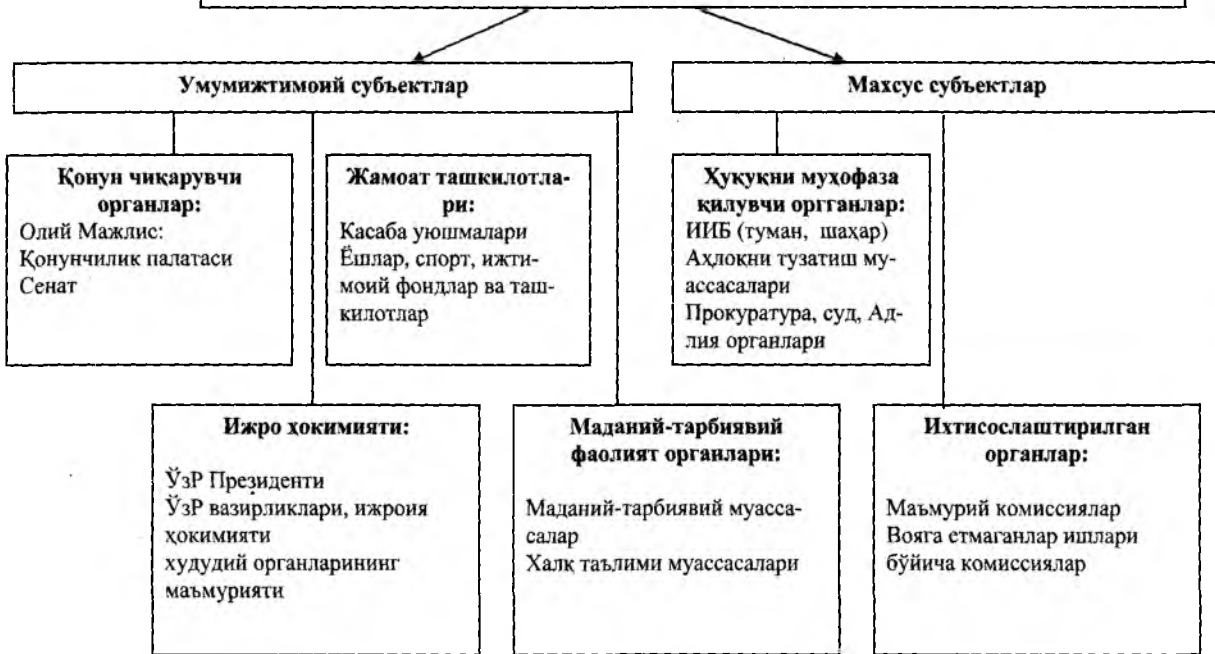 Умумижтимоий субъектлар
Махсус субъектлар
Қонун чиқарувчи
органлар:
Олий Мажлис:
Қонунчилик палатаси
Сенат
Жамоат ташкилотла-
ри:
Касаба уюшмалари
Ёшлар, спорт, ижти-
моий фондлар ва таш-
килотлар
Ҳуқуқни муҳофаза
қилувчи оргганлар:
ИИБ (туман, шаҳар)
Аҳлоқни тузатиш му-
ассасалари
Прокуратура, суд, Ад-
лия органлари
Ижро ҳокимияти:
ЎзР Президенти
ЎзР вазирликлари, ижроия
ҳокимияти
ҳудудий органларининг
маъмурияти
Маданий-тарбиявий
фаолият органлари:
Маданий-тарбиявий муасса-
салар
Халқ таълими муассасалари
Ихтисослаштирилган
органлар:
Маъмурий комиссиялар
Вояга етмаганлар ишлари
бўйича комиссиялар